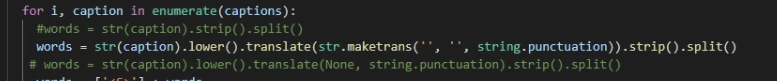 for i, caption in enumerate(captions):
#words = str(caption).strip().split()
words = str(caption).lower().translate(str.maketrans('', '', string.punctuation)).strip().split()
# words = str(caption).lower().translate(None, string.punctuation).strip().split()